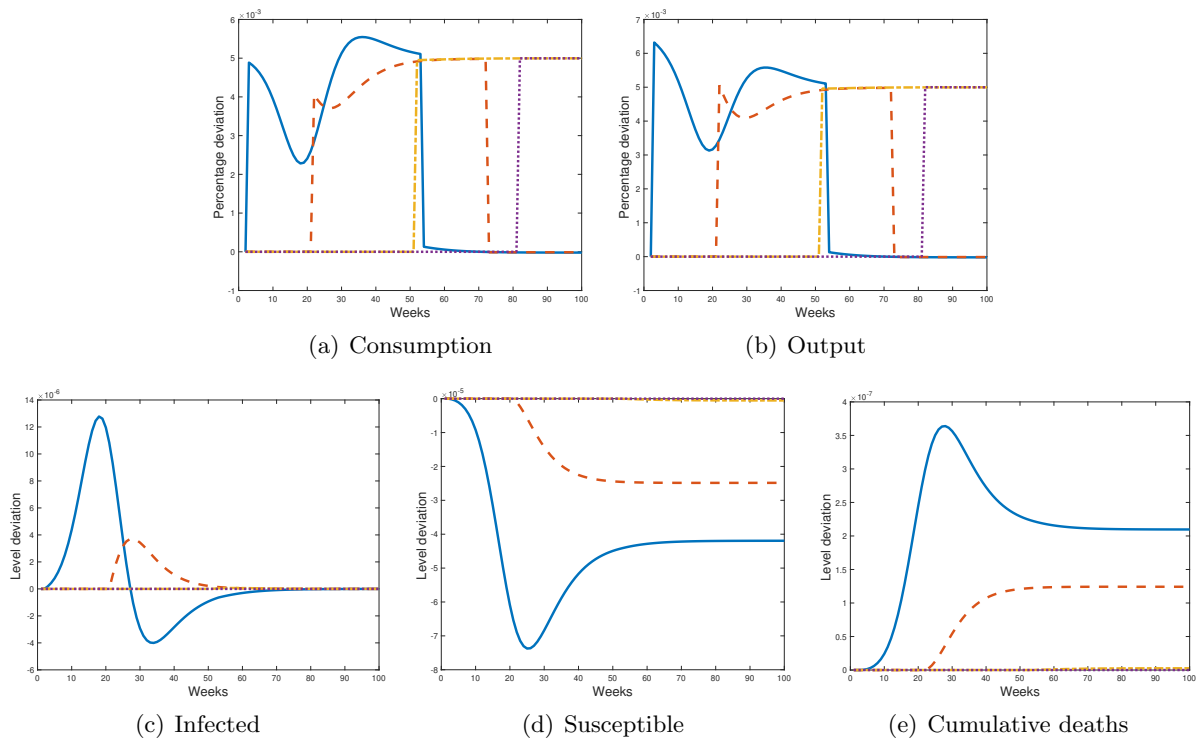 ×10⁻³
6
5
4
3
2
1
0
-1
Percentage deviation
0 10 20 30 40 50 60 70 80 90 100
Weeks
(a) Consumption
×10⁻³
7
6
5
4
3
2
1
0
-1
Percentage deviation
0 10 20 30 40 50 60 70 80 90 100
Weeks
(b) Output
×10⁻⁶
14
12
10
8
6
4
2
0
-2
-4
-6
Level deviation
0 10 20 30 40 50 60 70 80 90 100
Weeks
(c) Infected
×10⁻⁵
0
-1
-2
-3
-4
-5
-6
-7
-8
Level deviation
0 10 20 30 40 50 60 70 80 90 100
Weeks
(d) Susceptible
×10⁻⁷
4
3.5
3
2.5
2
1.5
1
0.5
0
Level deviation
0 10 20 30 40 50 60 70 80 90 100
Weeks
(e) Cumulative deaths